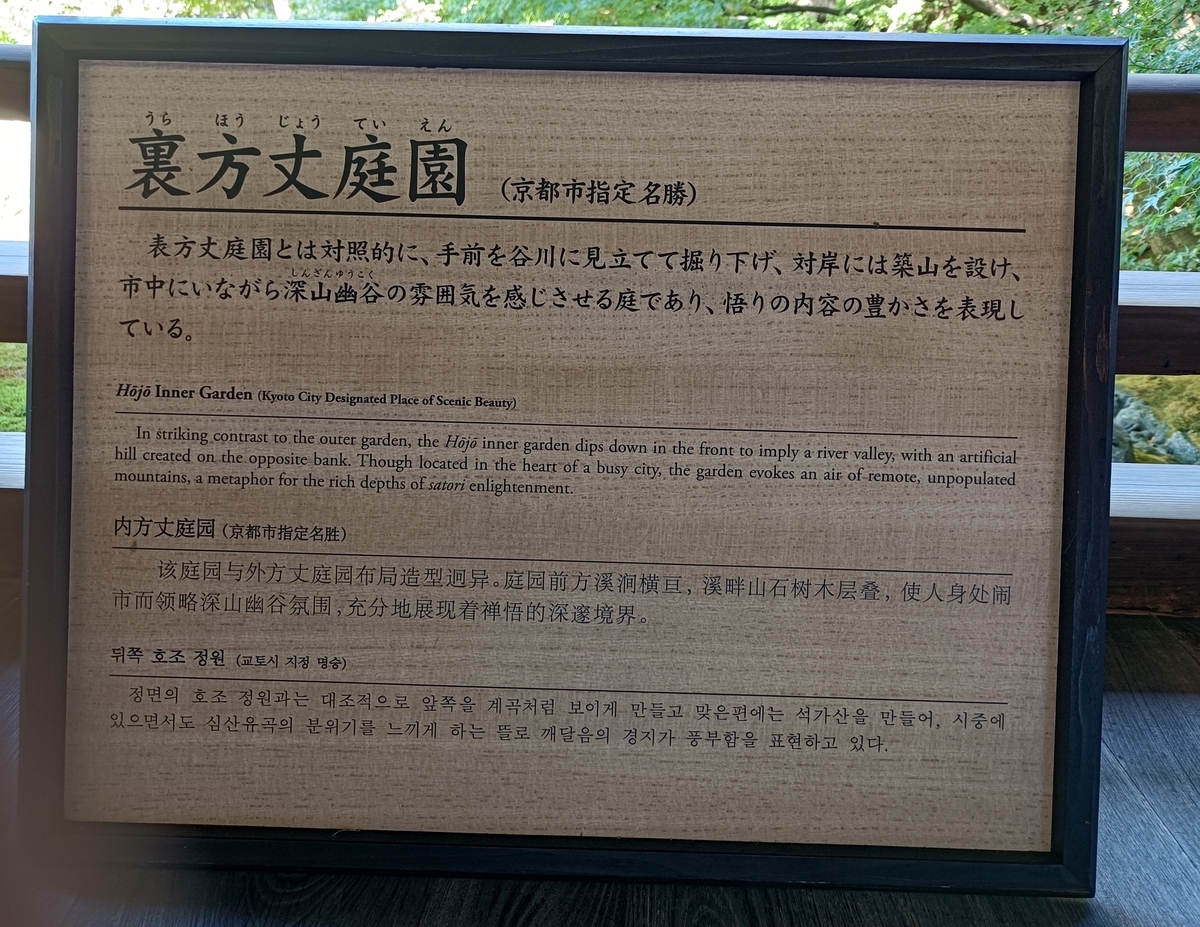 うら ほう じょう てい えん
裏方丈庭園 (京都市指定名勝)
表方丈庭園とは対照的に、手前を谷川に見立てて掘り下げ、対岸には築山を設け、
しんざんゆうこく
市中にいながら深山幽谷の雰囲気を感じさせる庭であり、悟りの内容の豊かさを表現し
ている。
Hōjō Inner Garden (Kyoto City Designated Place of Scenic Beauty)
In striking contrast to the outer garden, the Hōjō inner garden dips down in the front to imply a river valley, with an artificial
hill created on the opposite bank. Though located in the heart of a busy city, the garden evokes an air of remote, unpopulated
mountains, a metaphor for the rich depths of satori enlightenment.
内方丈庭园 (京都市指定名胜)
该庭园与外方丈庭园布局造型迥异。庭园前方溪涧横亘, 溪畔山石树木层叠, 使人身处闹
市而领略深山幽谷氛围,充分地展现着禅悟的深邃境界。
뒤쪽 호조 정원 (교토시 지정 명승)
정면의 호조 정원과는 대조적으로 앞쪽을 계곡처럼 보이게 만들고 맞은편에는 석가산을 만들어, 시중에
있으면서도 심산유곡의 분위기를 느끼게 하는 뜰로 깨달음의 경지가 풍부함을 표현하고 있다.